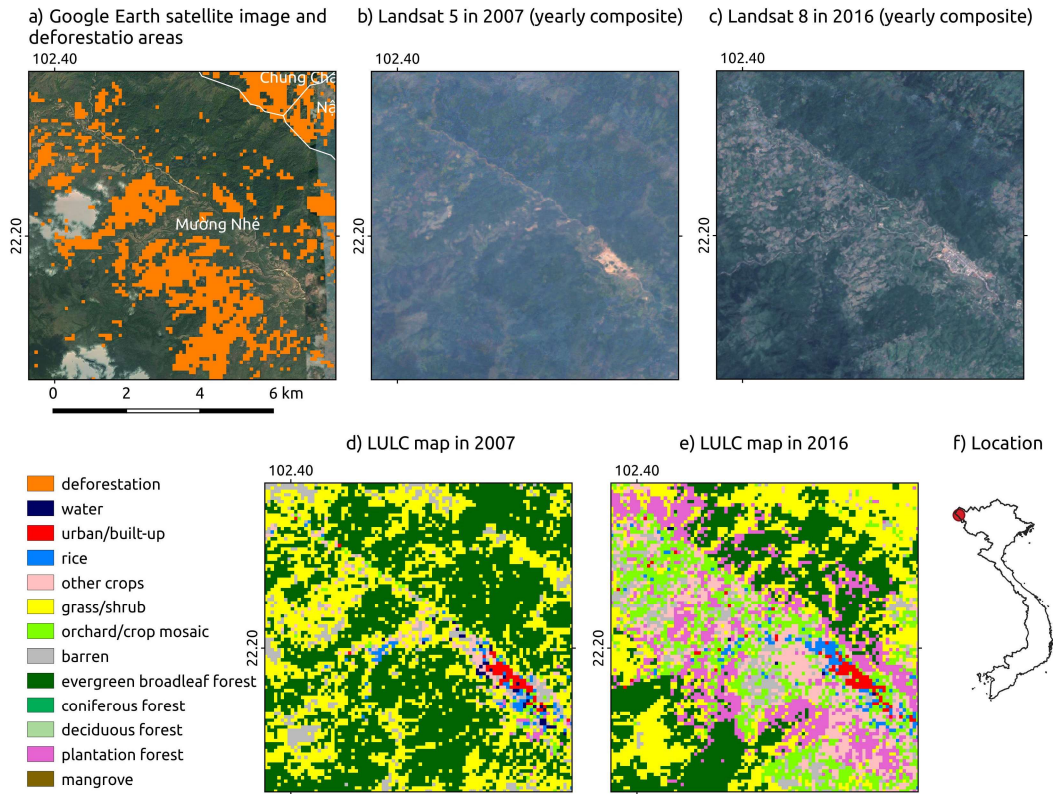 a) Google Earth satellite image and
deforestatio areas
b) Landsat 5 in 2007 (yearly composite)
c) Landsat 8 in 2016 (yearly composite)
102.40
102.40
102.40
Chung Chả
Nậ
Mường Nhé
22.20
22.20
22.20
0 2 4 6 km
d) LULC map in 2007
e) LULC map in 2016
f) Location
102.40
102.40
22.20
22.20
deforestation
water
urban/built-up
rice
other crops
grass/shrub
orchard/crop mosaic
barren
evergreen broadleaf forest
coniferous forest
deciduous forest
plantation forest
mangrove